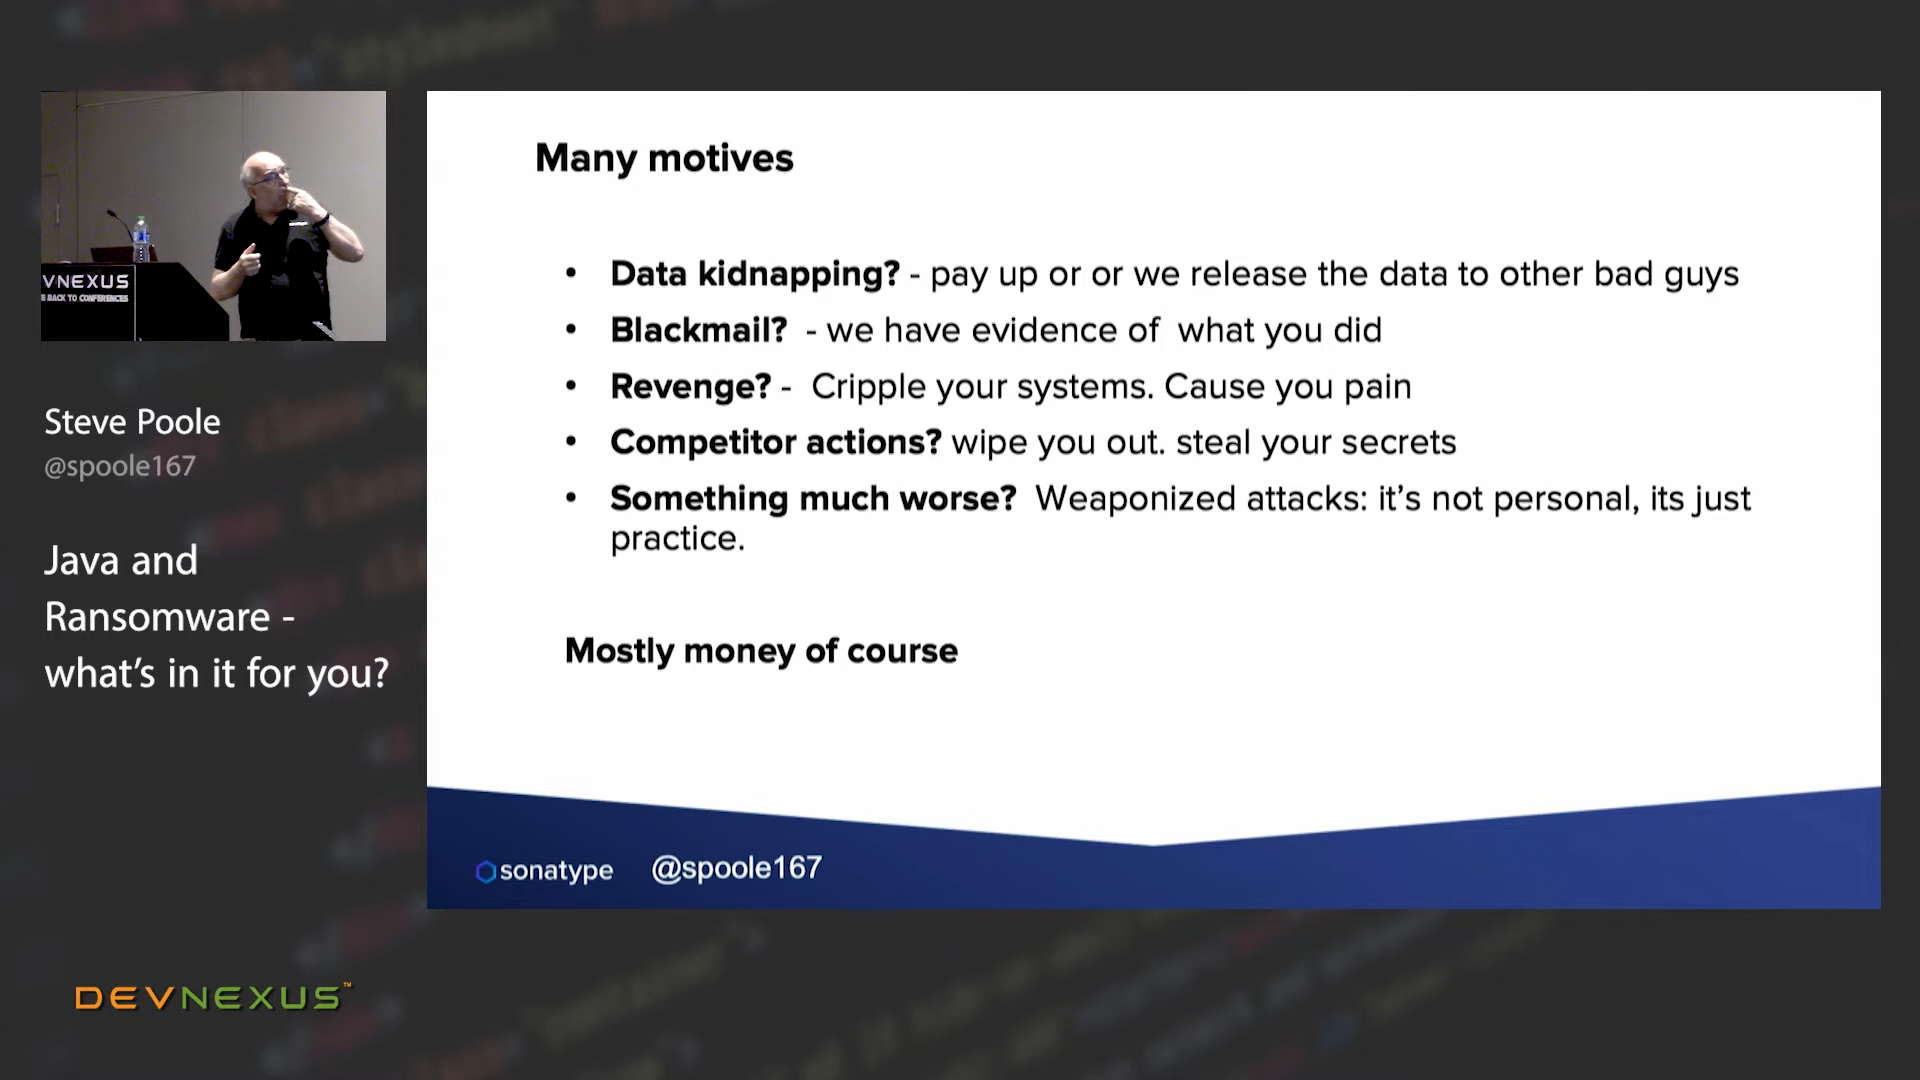 VNEXUS
E BACK TO CONFERENCES
Steve Poole
@spoole167
Java and
Ransomware -
what's in it for you?
DEVNEXUS™
Many motives
• Data kidnapping? - pay up or or we release the data to other bad guys
• Blackmail?  - we have evidence of  what you did
• Revenge? -  Cripple your systems. Cause you pain
• Competitor actions? wipe you out. steal your secrets
• Something much worse?  Weaponized attacks: it's not personal, its just
practice.
Mostly money of course
sonatype
@spoole167